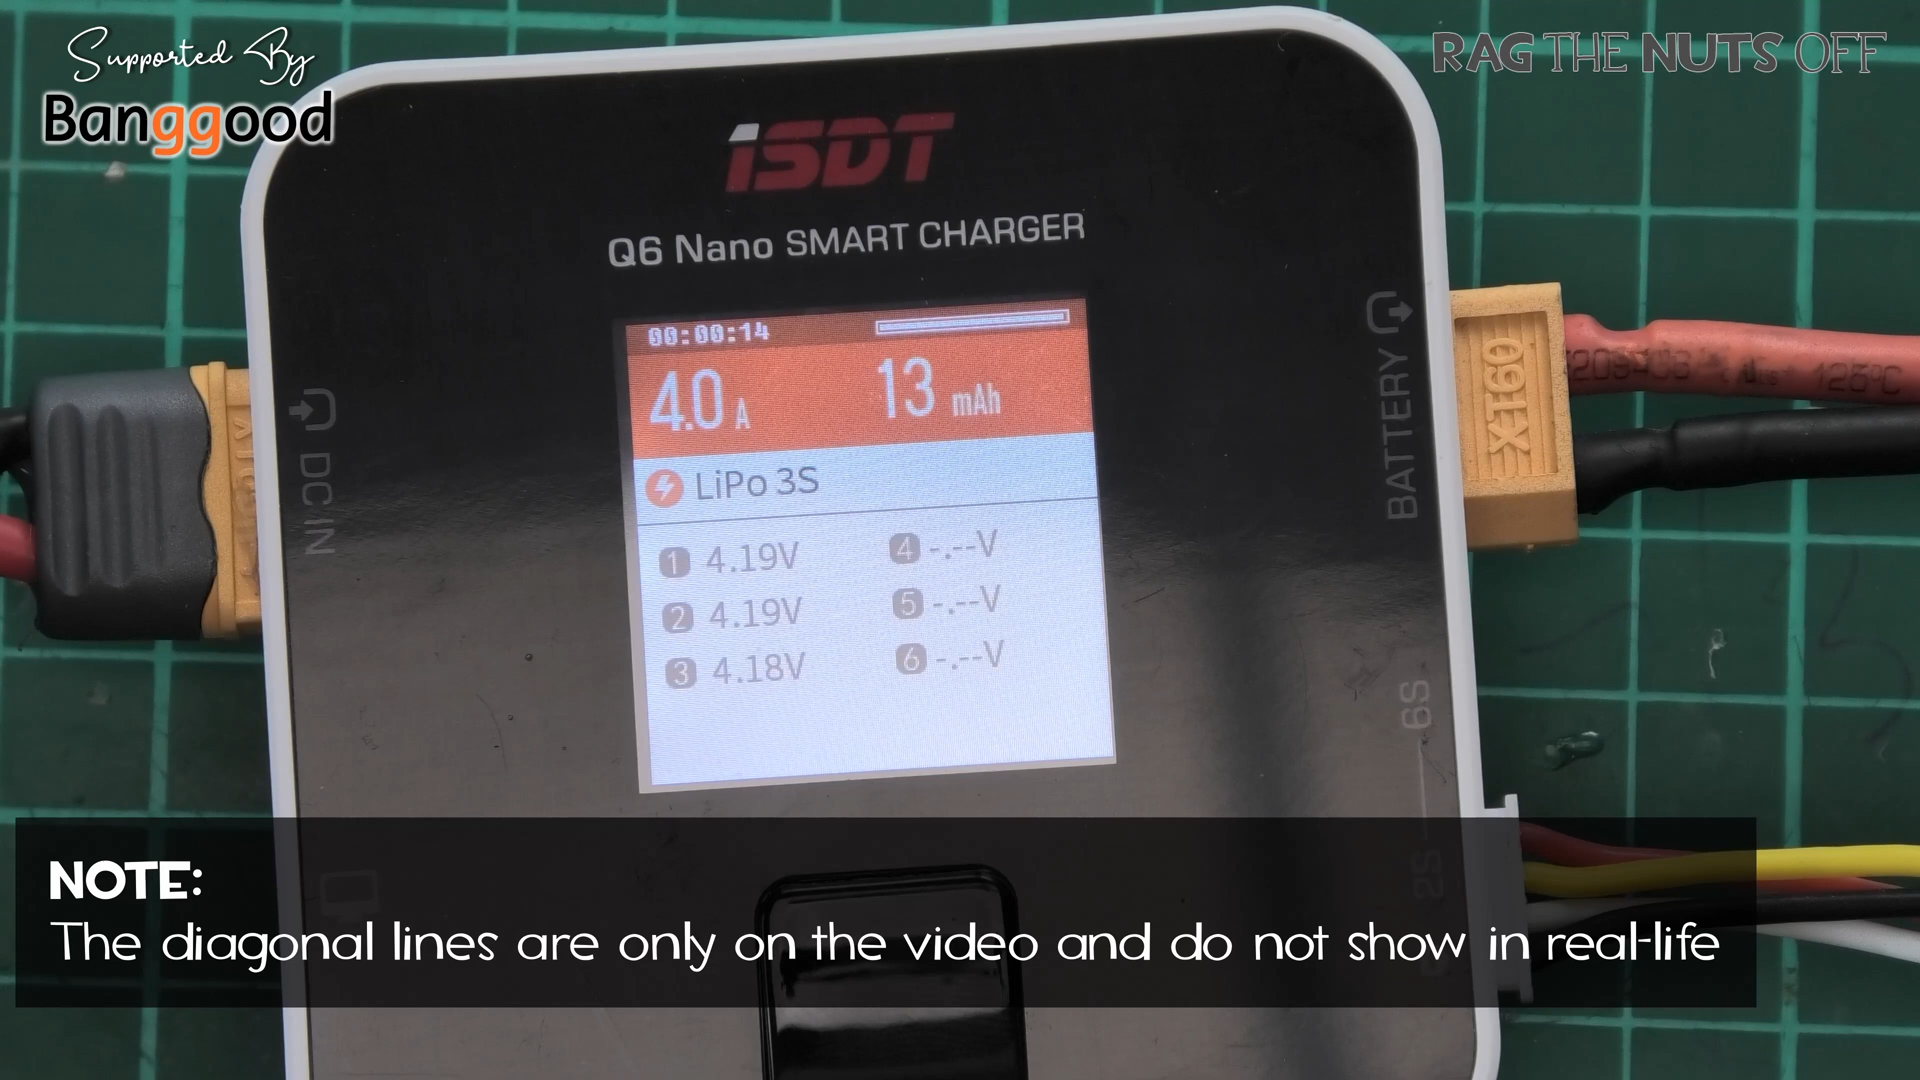 Supported By
Banggood
RAG THE NUTS OFF
iSDT
Q6 Nano SMART CHARGER
00:00:14
4.0 A
13 mAh
LiPo 3S
1 4.19V
4 -.--V
2 4.19V
5 -.--V
3 4.18V
6 -.--V
DC IN
BATTERY
XT60
125°C
6S
2S
NOTE:
The diagonal lines are only on the video and do not show in real-life